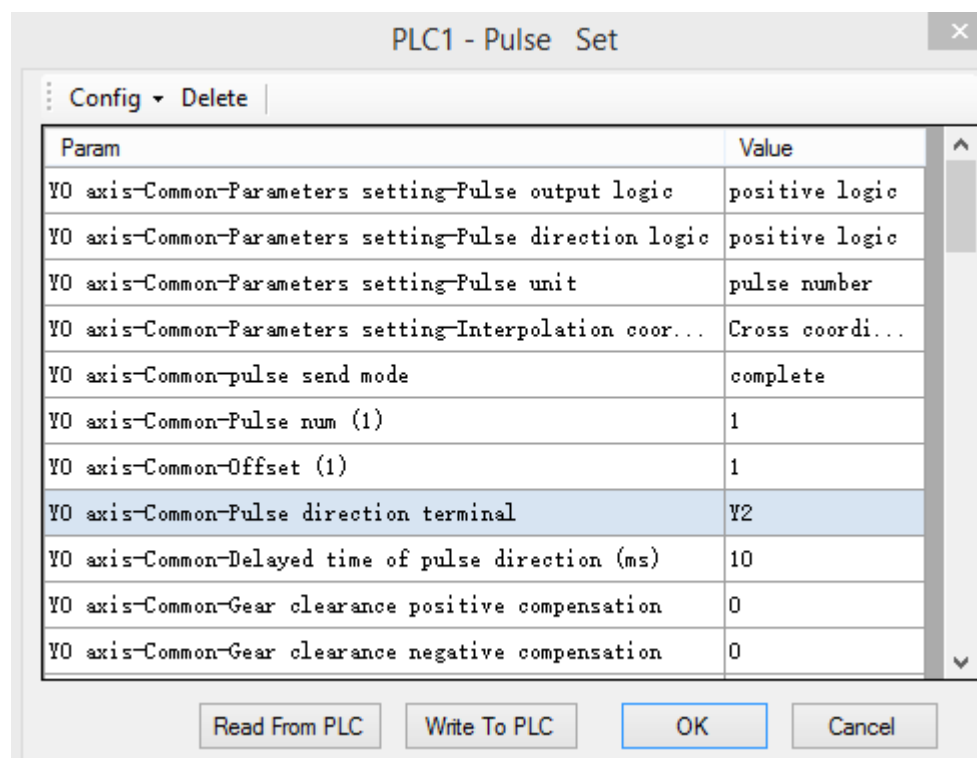 PLC1 - Pulse Set
Config Delete
Param Value
Y0 axis-Common-Parameters setting-Pulse output logic positive logic
Y0 axis-Common-Parameters setting-Pulse direction logic positive logic
Y0 axis-Common-Parameters setting-Pulse unit pulse number
Y0 axis-Common-Parameters setting-Interpolation coor... Cross coordi...
Y0 axis-Common-pulse send mode complete
Y0 axis-Common-Pulse num (1) 1
Y0 axis-Common-Offset (1) 1
Y0 axis-Common-Pulse direction terminal Y2
Y0 axis-Common-Delayed time of pulse direction (ms) 10
Y0 axis-Common-Gear clearance positive compensation 0
Y0 axis-Common-Gear clearance negative compensation 0
Read From PLC Write To PLC OK Cancel